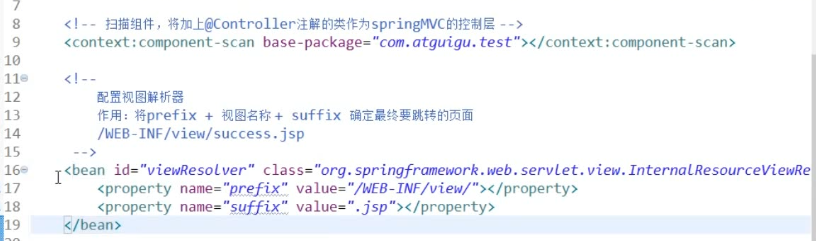 7
8 <!-- 扫描组件，将加上@Controller注解的类作为springMVC的控制层 -->
9 <context:component-scan base-package="com.atguigu.test"></context:component-scan>
10
11 <!--
12 配置视图解析器
13 作用：将prefix + 视图名称 + suffix 确定最终要跳转的页面
14 /WEB-INF/view/success.jsp
15 -->
16 <bean id="viewResolver" class="org.springframework.web.servlet.view.InternalResourceViewRe
17 <property name="prefix" value="/WEB-INF/view/"></property>
18 <property name="suffix" value=".jsp"></property>
19 </bean>